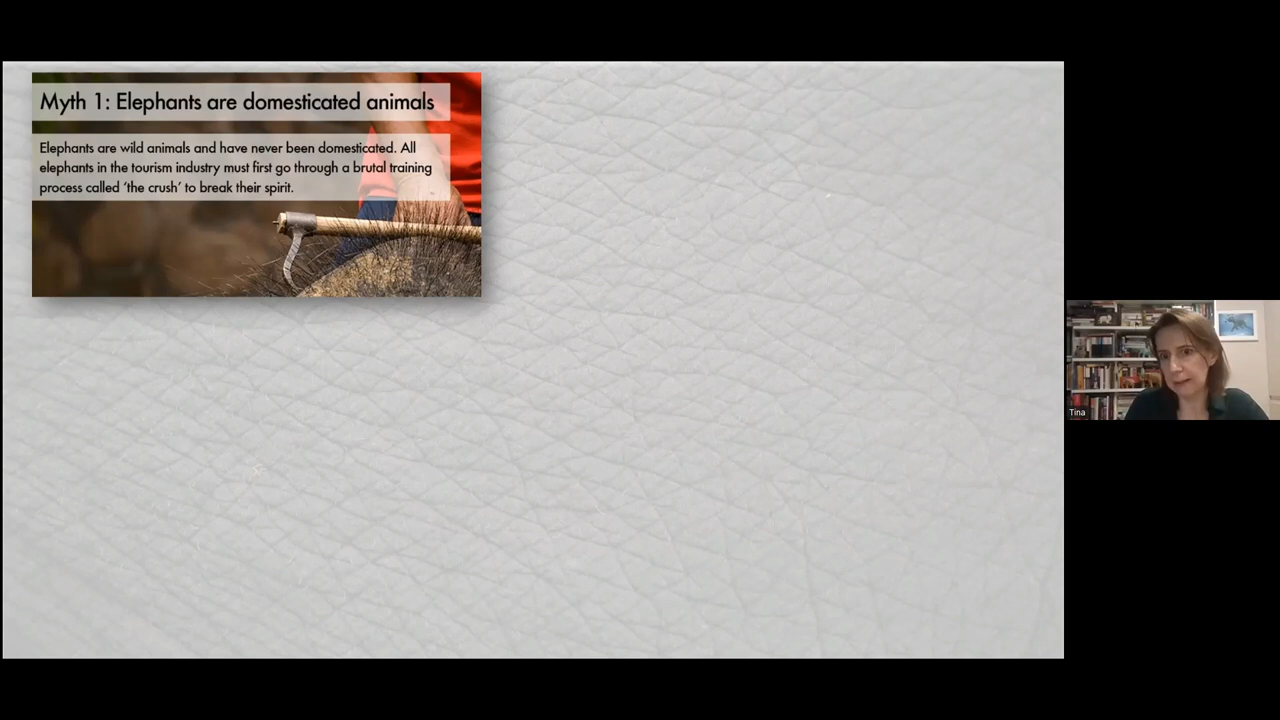 Myth 1: Elephants are domesticated animals
Elephants are wild animals and have never been domesticated. All
elephants in the tourism industry must first go through a brutal training
process called ‘the crush’ to break their spirit.
Tina